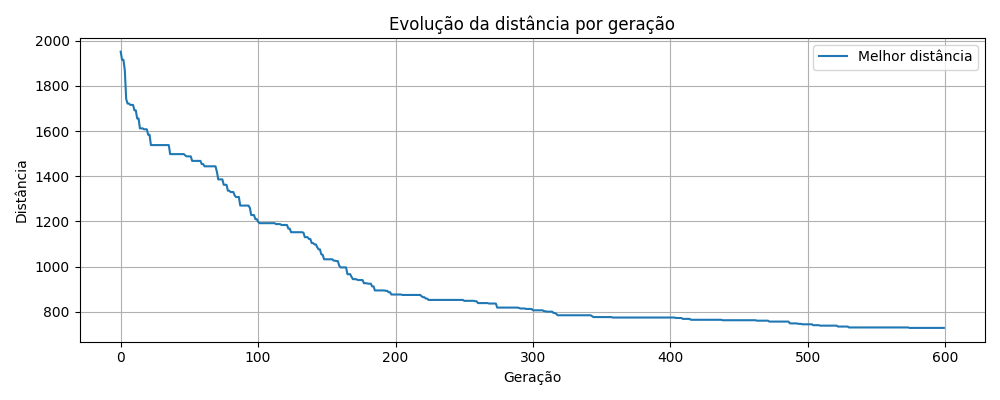 Evolução da distância por geração
Melhor distância
Distância
2000
1800
1600
1400
1200
1000
800
0 100 200 300 400 500 600
Geração